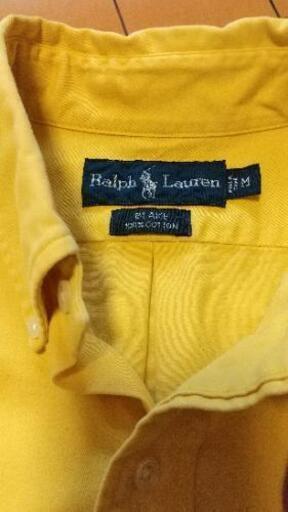 Ralph Lauren
M
BLAKE
100% COTTON